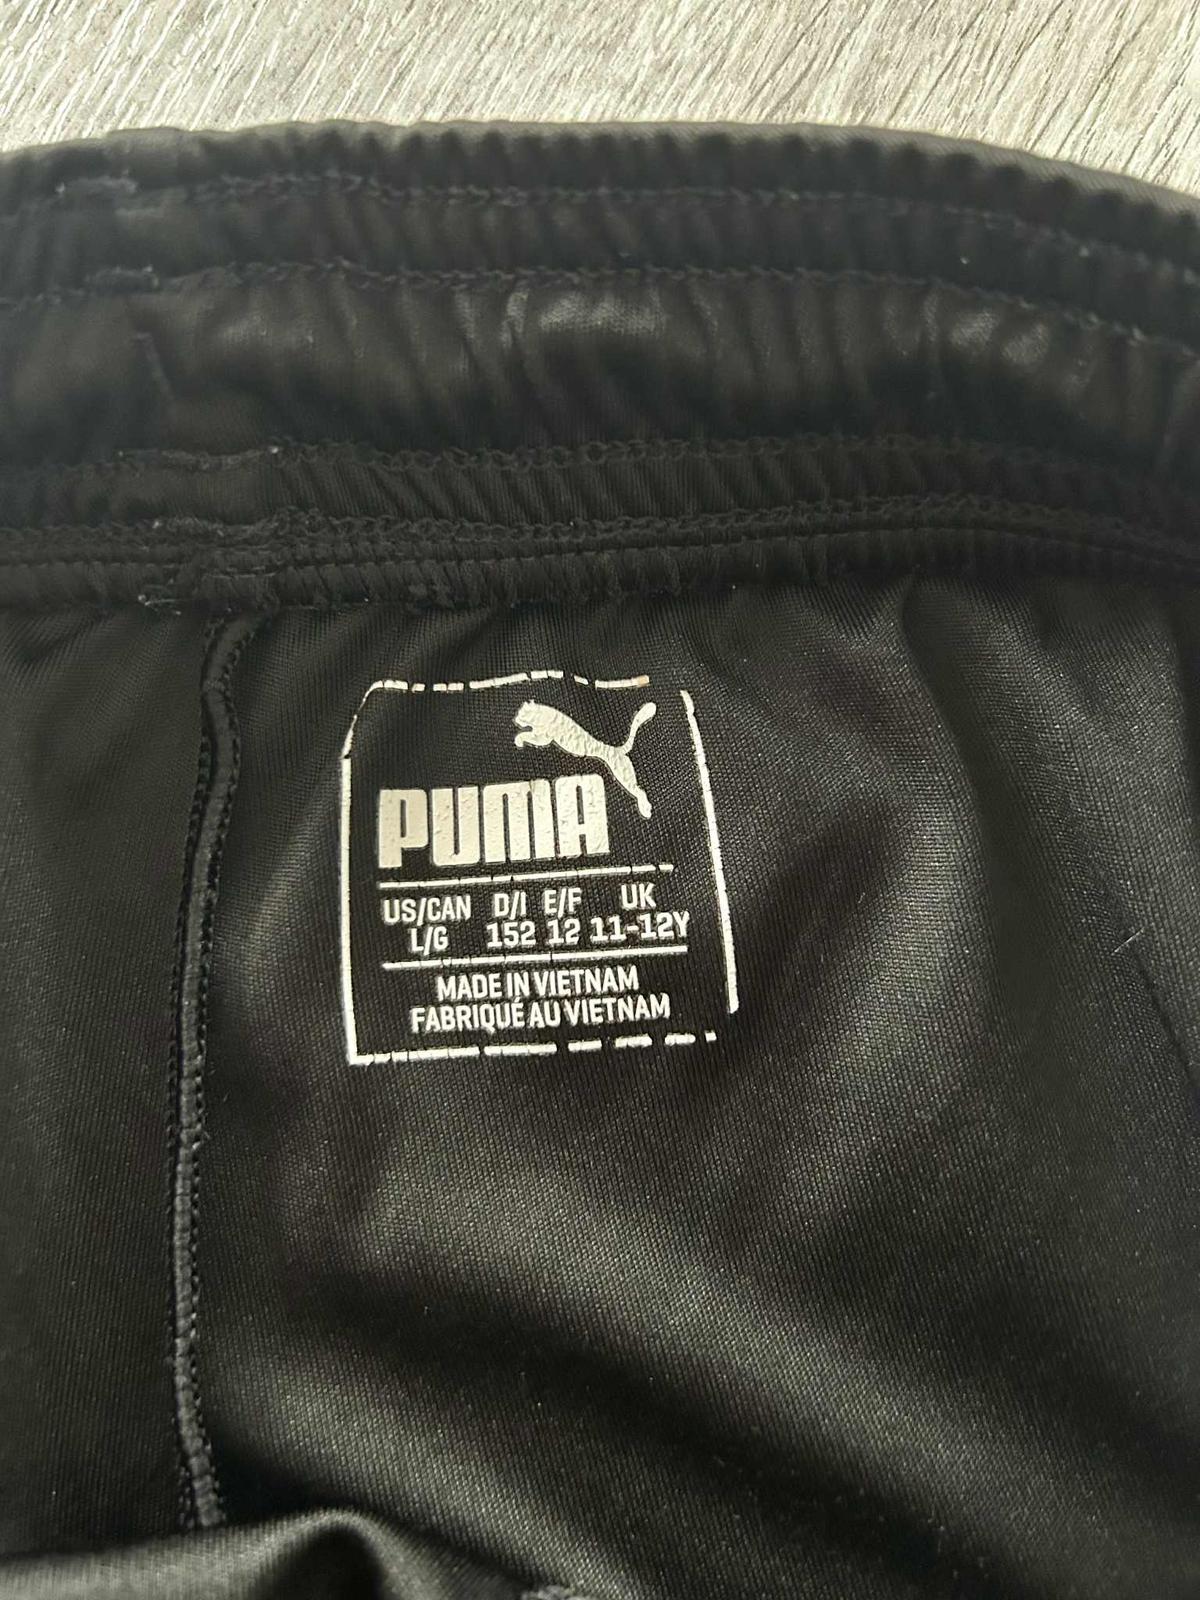 PUMA
US/CAN D/I E/F UK
L/G 152 12 11-12Y
MADE IN VIETNAM
FABRIQUÉ AU VIETNAM